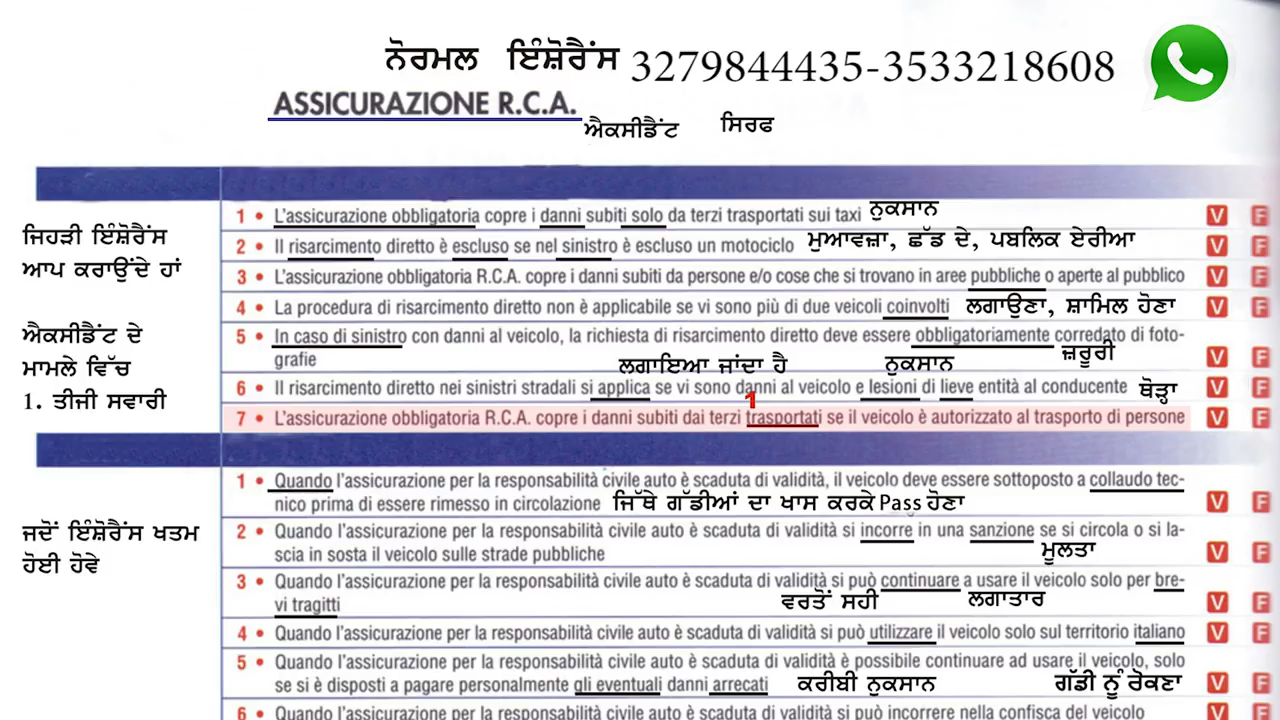 ਨੋਰਮਲ ਇੰਸ਼ੋਰੈਂਸ 3279844435-3533218608
ASSICURAZIONE R.C.A.
ਐਕਸੀਡੈਂਟ ਸਿਰਫ
ਜਿਹੜੀ ਇੰਸ਼ੋਰੈਂਸ
ਆਪ ਕਰਾਉਂਦੇ ਹਾਂ
ਐਕਸੀਡੈਂਟ ਦੇ
ਮਾਮਲੇ ਵਿੱਚ
1. ਤੀਜੀ ਸਵਾਰੀ
1 • L'assicurazione obbligatoria copre i danni subiti solo da terzi trasportati sui taxi ਨੁਕਸਾਨ V F
2 • Il risarcimento diretto è escluso se nel sinistro è escluso un motociclo ਮੁਆਵਜ਼ਾ, ਛੱਡ ਦੇ, ਪਬਲਿਕ ਏਰੀਆ V F
3 • L'assicurazione obbligatoria R.C.A. copre i danni subiti da persone e/o cose che si trovano in aree pubbliche o aperte al pubblico V F
4 • La procedura di risarcimento diretto non è applicabile se vi sono più di due veicoli coinvolti ਲਗਾਉਣਾ, ਸ਼ਾਮਿਲ ਹੋਣਾ V F
5 • In caso di sinistro con danni al veicolo, la richiesta di risarcimento diretto deve essere obbligatoriamente corredato di foto-
grafie ਜ਼ਰੂਰੀ V F
ਲਗਾਇਆ ਜਾਂਦਾ ਹੈ ਨੁਕਸਾਨ
6 • Il risarcimento diretto nei sinistri stradali si applica se vi sono danni al veicolo e lesioni di lieve entità al conducente ਥੋੜ੍ਹਾ V F
1
7 • L'assicurazione obbligatoria R.C.A. copre i danni subiti dai terzi trasportati se il veicolo è autorizzato al trasporto di persone V F
ਜਦੋਂ ਇੰਸ਼ੋਰੈਂਸ ਖਤਮ
ਹੋਈ ਹੋਵੇ
1 • Quando l'assicurazione per la responsabilità civile auto è scaduta di validità, il veicolo deve essere sottoposto a collaudo tec-
nico prima di essere rimesso in circolazione ਜਿੱਥੇ ਗੱਡੀਆਂ ਦਾ ਖਾਸ ਕਰਕੇ Pass ਹੋਣਾ V F
2 • Quando l'assicurazione per la responsabilità civile auto è scaduta di validità si incorre in una sanzione se si circola o si la-
scia in sosta il veicolo sulle strade pubbliche ਮੂਲਤਾ V F
3 • Quando l'assicurazione per la responsabilità civile auto è scaduta di validità si può continuare a usare il veicolo solo per bre-
vi tragitti ਵਰਤੋਂ ਸਹੀ ਲਗਾਤਾਰ V F
4 • Quando l'assicurazione per la responsabilità civile auto è scaduta di validità si può utilizzare il veicolo solo sul territorio italiano V F
5 • Quando l'assicurazione per la responsabilità civile auto è scaduta di validità è possibile continuare ad usare il veicolo, solo
se si è disposti a pagare personalmente gli eventuali danni arrecati ਕਰੀਬੀ ਨੁਕਸਾਨ ਗੱਡੀ ਨੂੰ ਰੋਕਣਾ V F
6 • Quando l'assicurazione per la responsabilità civile auto è scaduta di validità si può incorrere nella confisca del veicolo V F